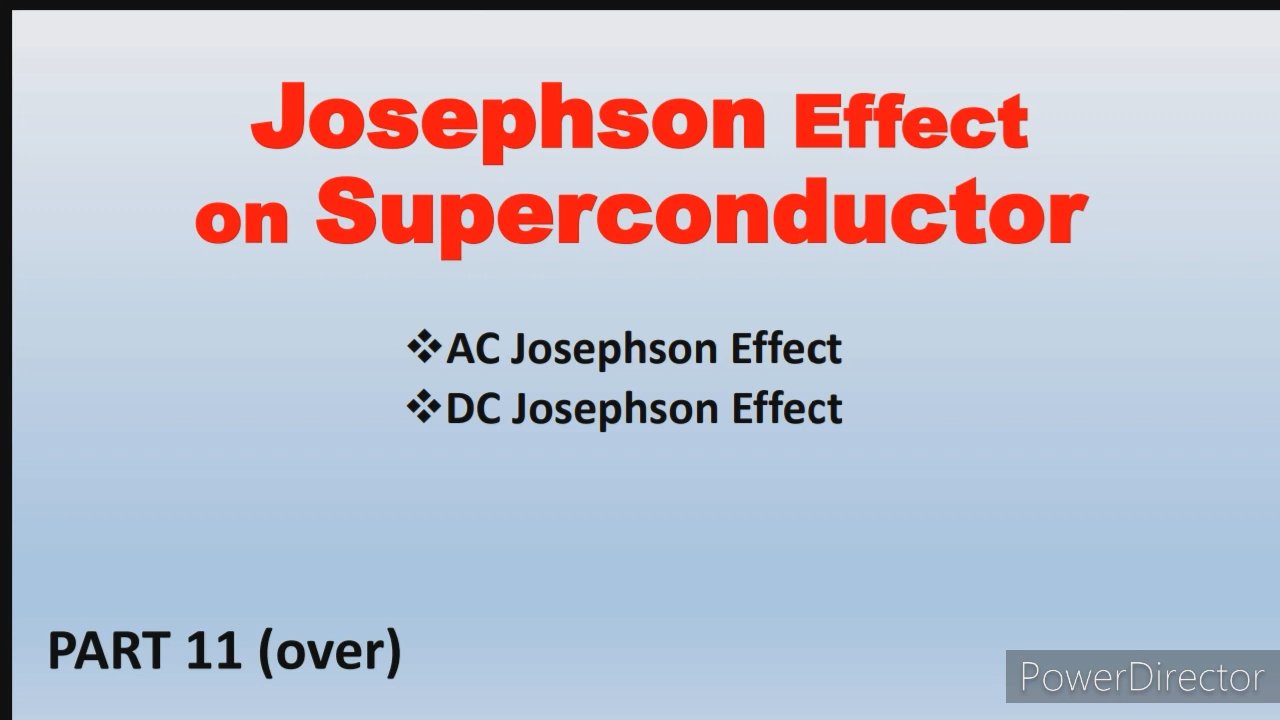 Josephson Effect
on Superconductor
❖AC Josephson Effect
❖DC Josephson Effect
PART 11 (over)
PowerDirector